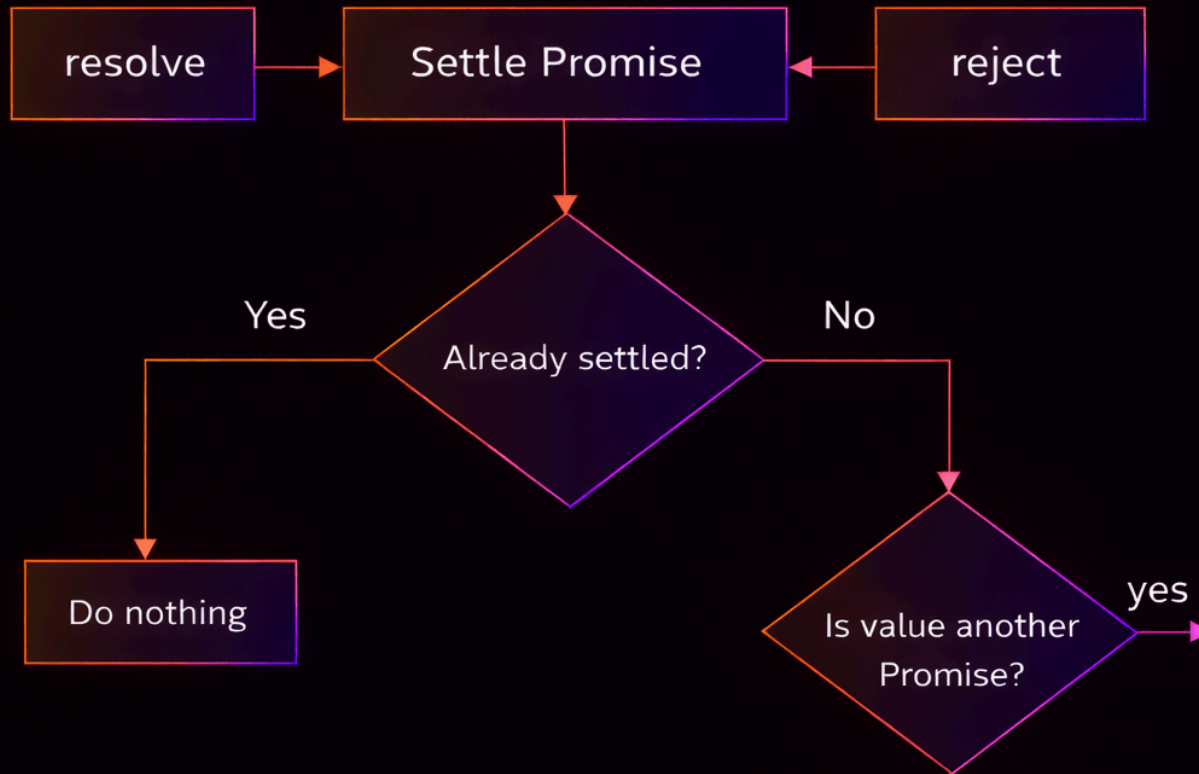 resolve
Settle Promise
reject
Yes
No
Already settled?
Do nothing
yes
Is value another
Promise?